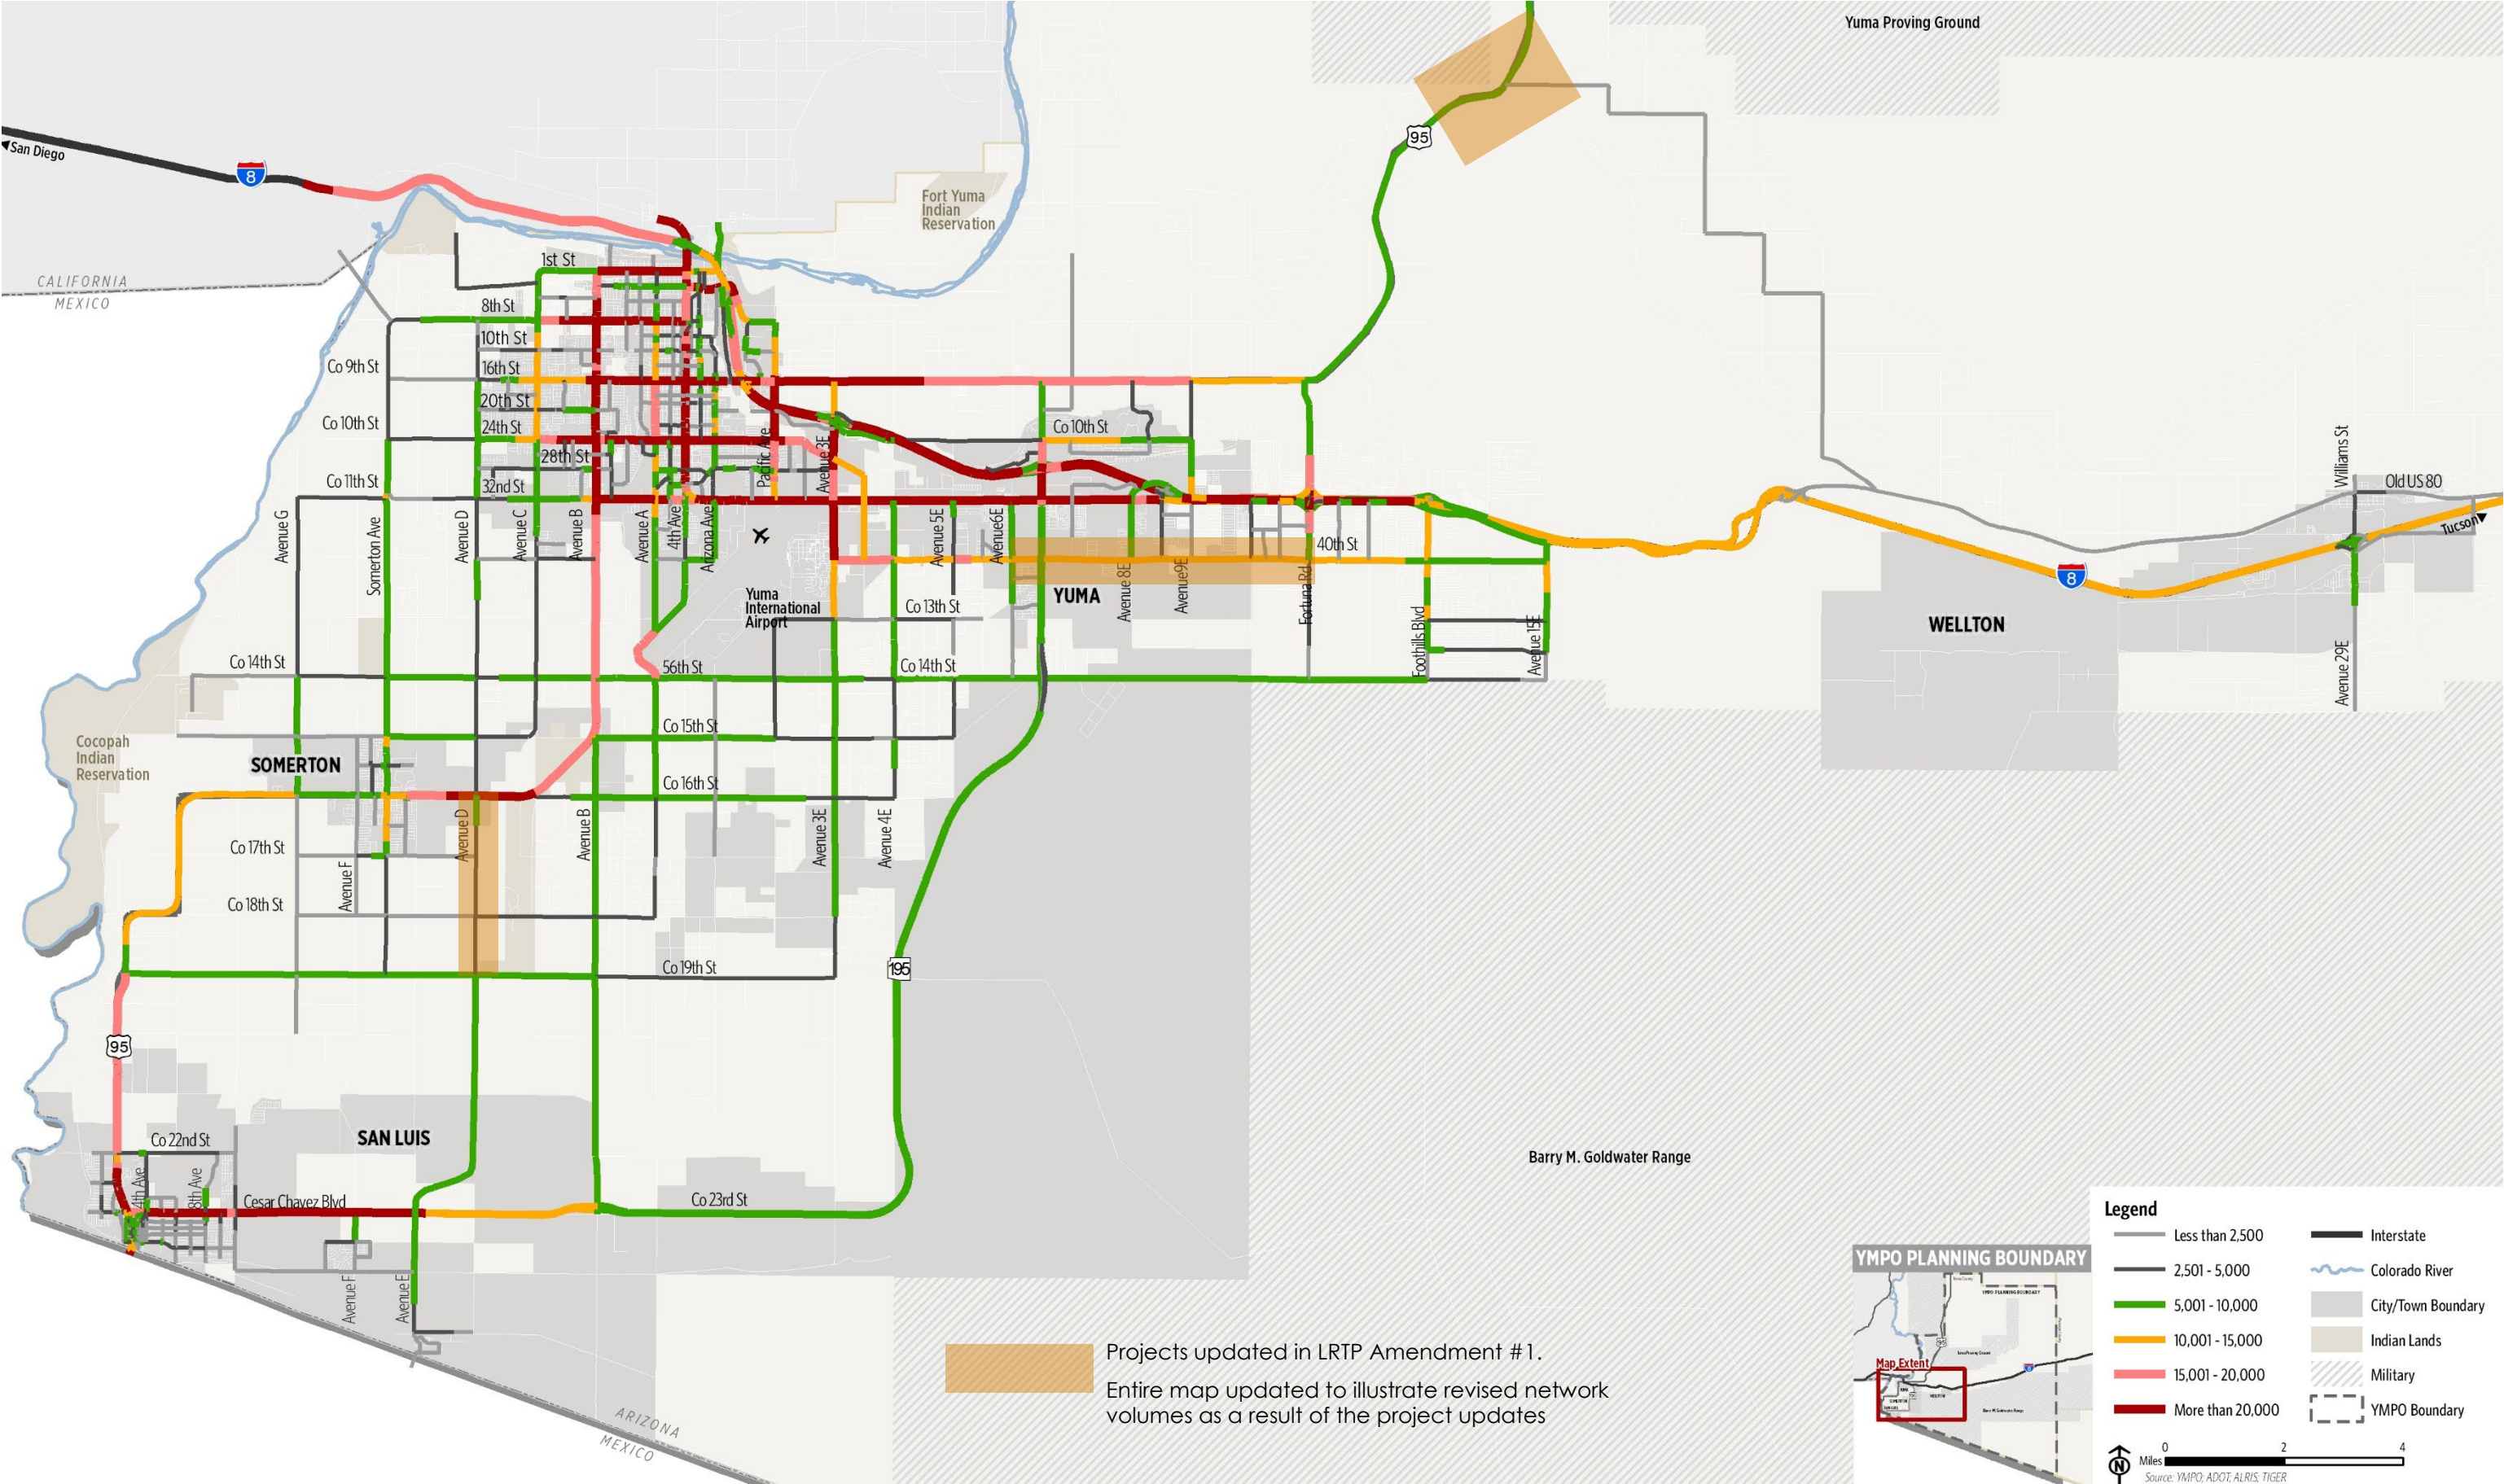 Yuma Proving Ground
95
San Diego
8
Fort Yuma
Indian
Reservation
CALIFORNIA
MEXICO
1st St
8th St
10th St
Co 9th St
16th St
20th St
Co 10th St
24th St
Co 10th St
28th St
Pacific Ave
Avenue 3E
Co 11th St
32nd St
Williams St
Old US 80
Tucson
Avenue G
Somerton Ave
Avenue D
Avenue C
Avenue B
Avenue A
4th Ave
Arizona Ave
Avenue 5E
Avenue6E
40th St
8
Avenue 8E
Avenue9E
Fortuna Rd
Yuma
International
Airport
YUMA
Co 13th St
WELLTON
Foothills Blvd
Avenue 15E
Avenue 29E
Co 14th St
56th St
Co 14th St
Cocopah
Indian
Reservation
SOMERTON
Co 15th St
Co 16th St
Avenue D
Avenue B
Avenue 3E
Avenue 4E
Co 17th St
Avenue F
Co 18th St
Co 19th St
195
95
SAN LUIS
Co 22nd St
4th Ave
8th Ave
Cesar Chavez Blvd
Co 23rd St
Barry M. Goldwater Range
Avenue F
Avenue E
ARIZONA
MEXICO
Projects updated in LRTP Amendment #1.
Entire map updated to illustrate revised network
volumes as a result of the project updates
YMPO PLANNING BOUNDARY
YMPO PLANNING BOUNDARY
Map Extent
Legend
Less than 2,500
2,501 - 5,000
5,001 - 10,000
10,001 - 15,000
15,001 - 20,000
More than 20,000
Interstate
Colorado River
City/Town Boundary
Indian Lands
Military
YMPO Boundary
N
Miles
0 2 4
Source: YMPO, ADOT, ALRIS, TIGER